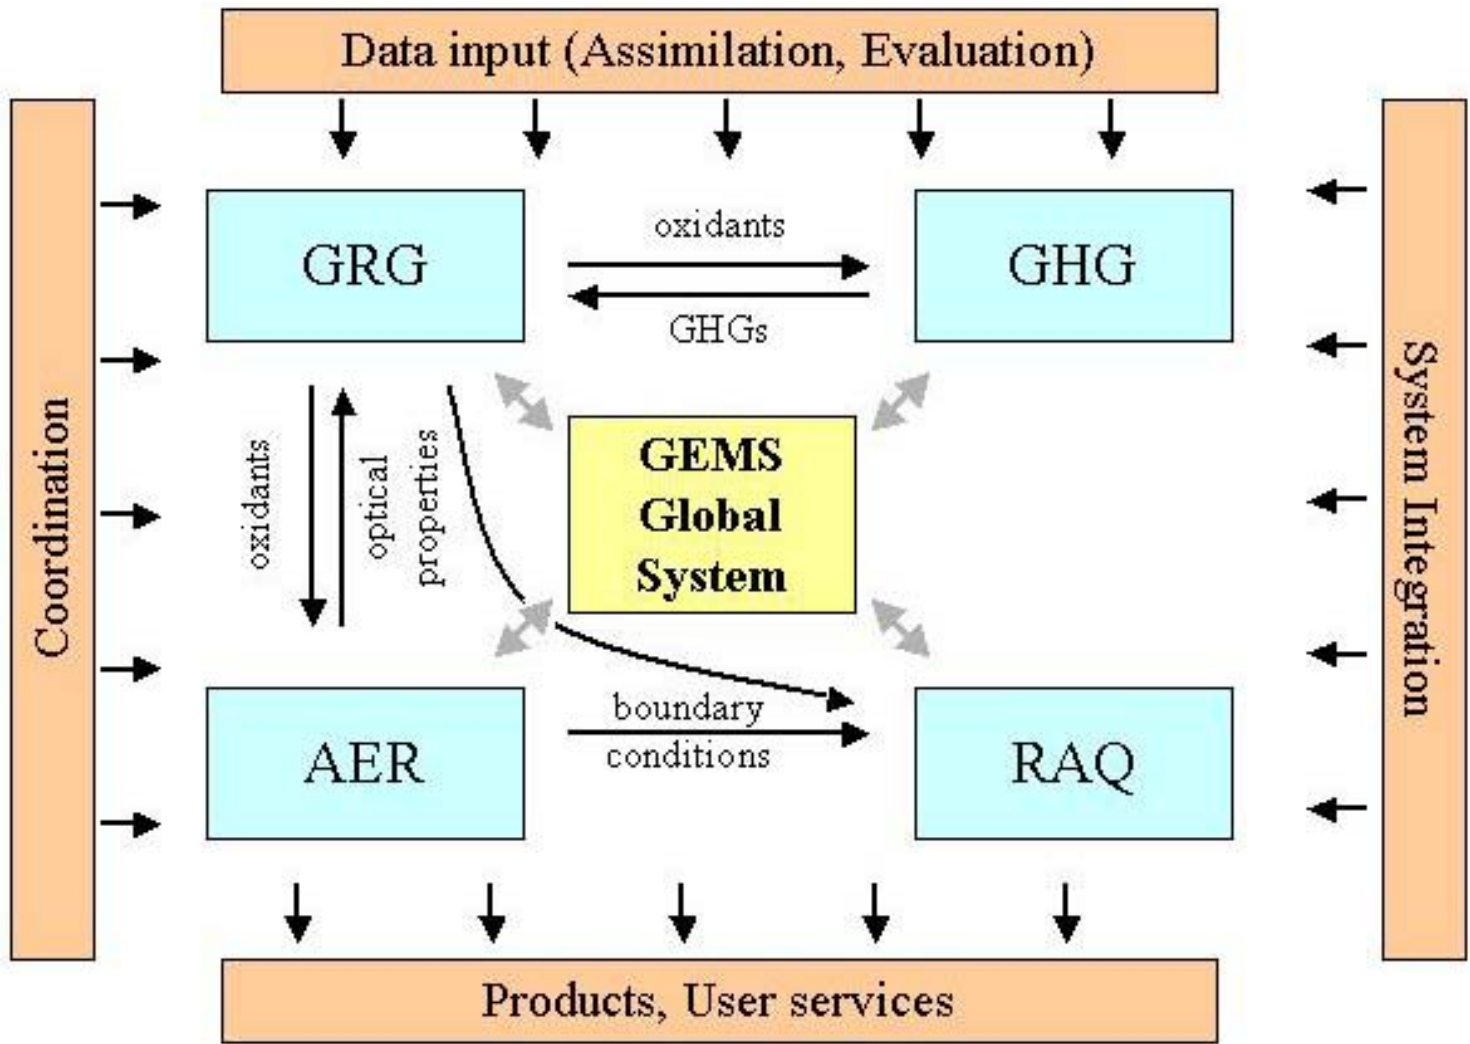 Data input (Assimilation, Evaluation)
Coordination
System Integration
GRG
oxidants
GHGs
GHG
oxidants
optical
properties
GEMS
Global
System
AER
boundary
conditions
RAQ
Products, User services